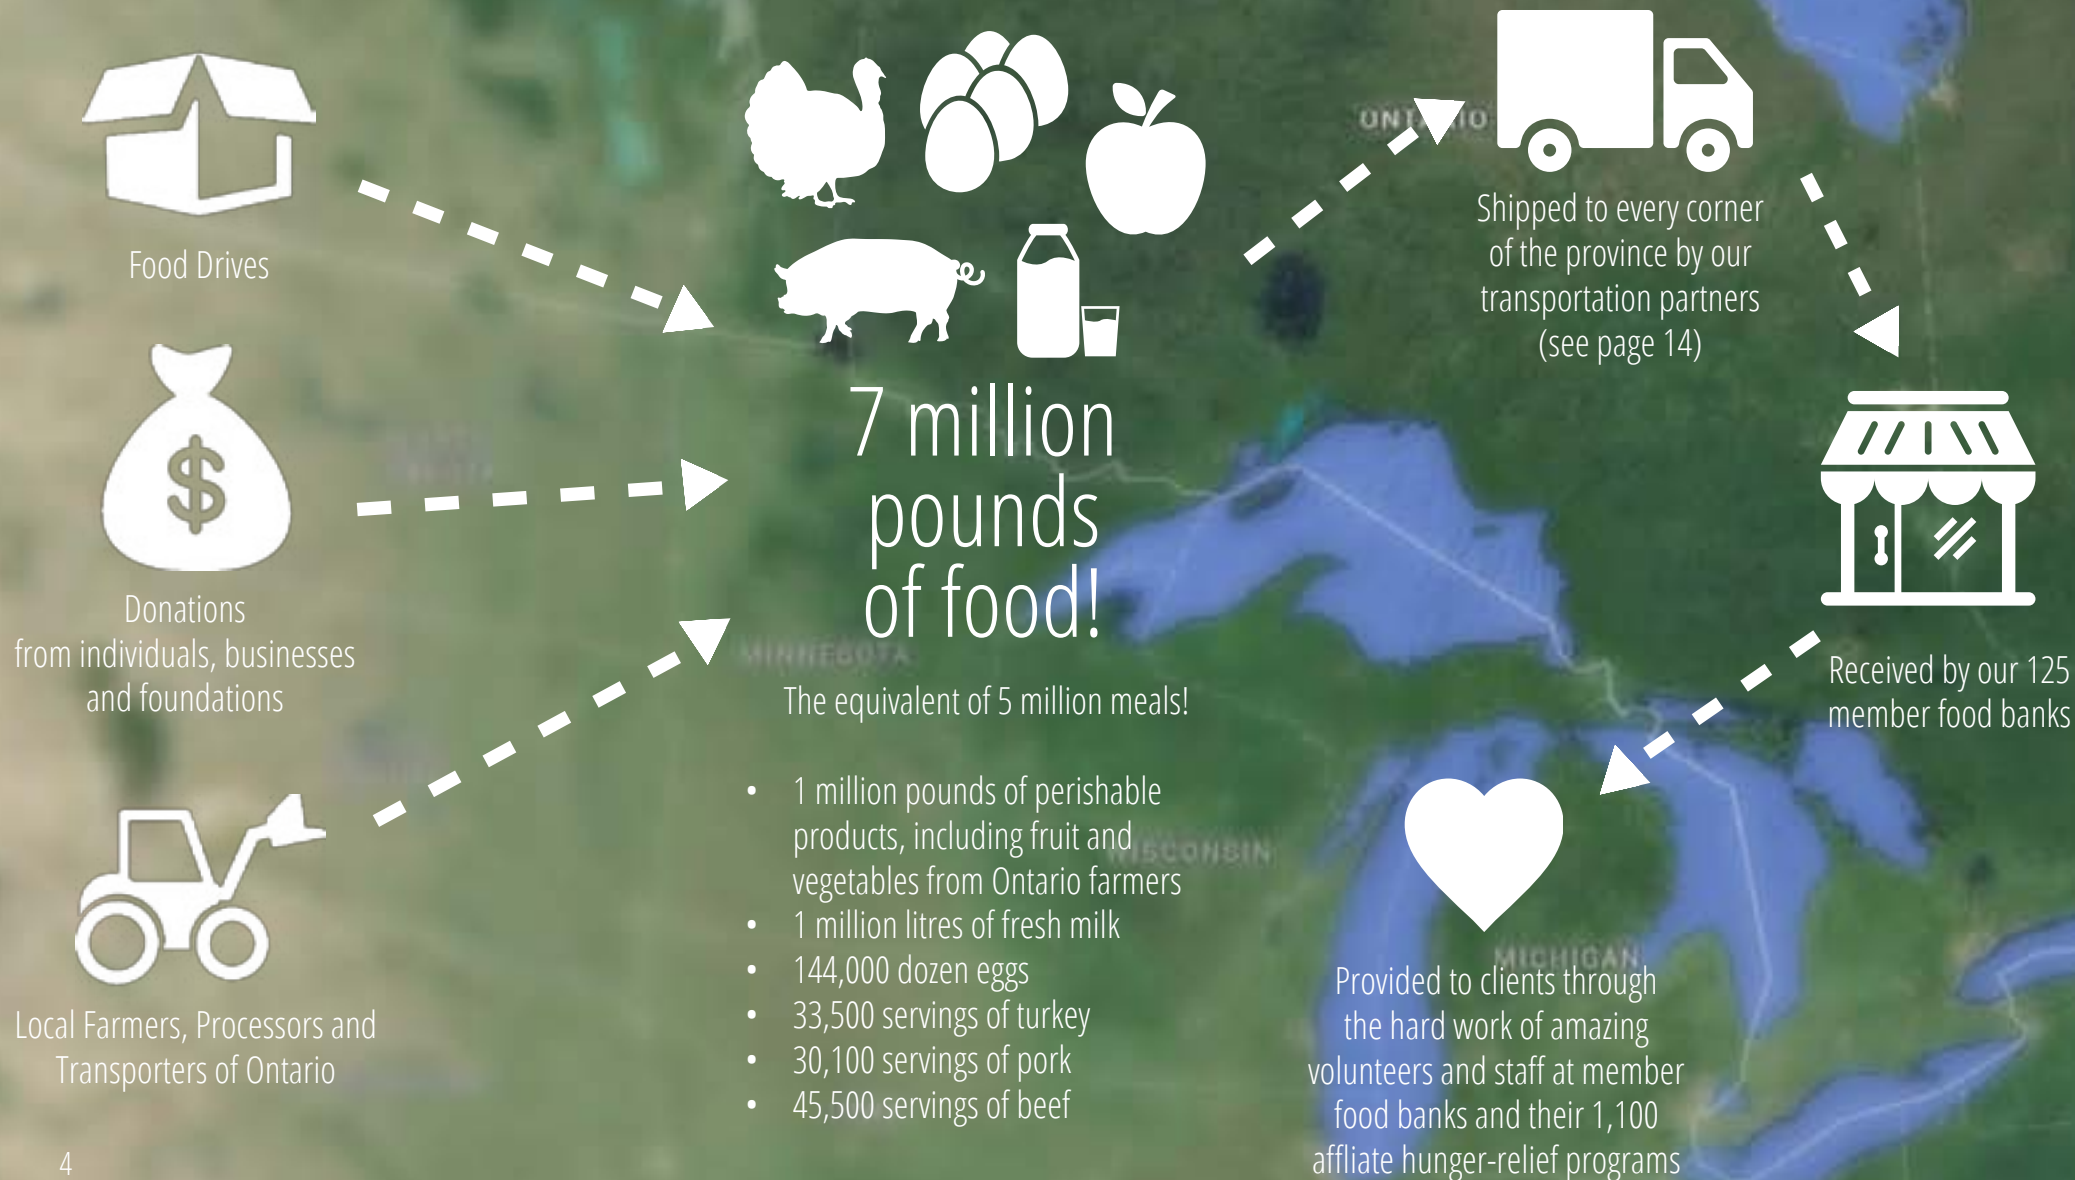 Food Drives
Donations
from individuals, businesses
and foundations
Local Farmers, Processors and
Transporters of Ontario
7 million
pounds
of food!
The equivalent of 5 million meals!
• 1 million pounds of perishable
products, including fruit and
vegetables from Ontario farmers
• 1 million litres of fresh milk
• 144,000 dozen eggs
• 33,500 servings of turkey
• 30,100 servings of pork
• 45,500 servings of beef
ONTARIO
Shipped to every corner
of the province by our
transportation partners
(see page 14)
Received by our 125
member food banks
MINNESOTA
WISCONSIN
MICHIGAN
Provided to clients through
the hard work of amazing
volunteers and staff at member
food banks and their 1,100
affliate hunger-relief programs
$
4